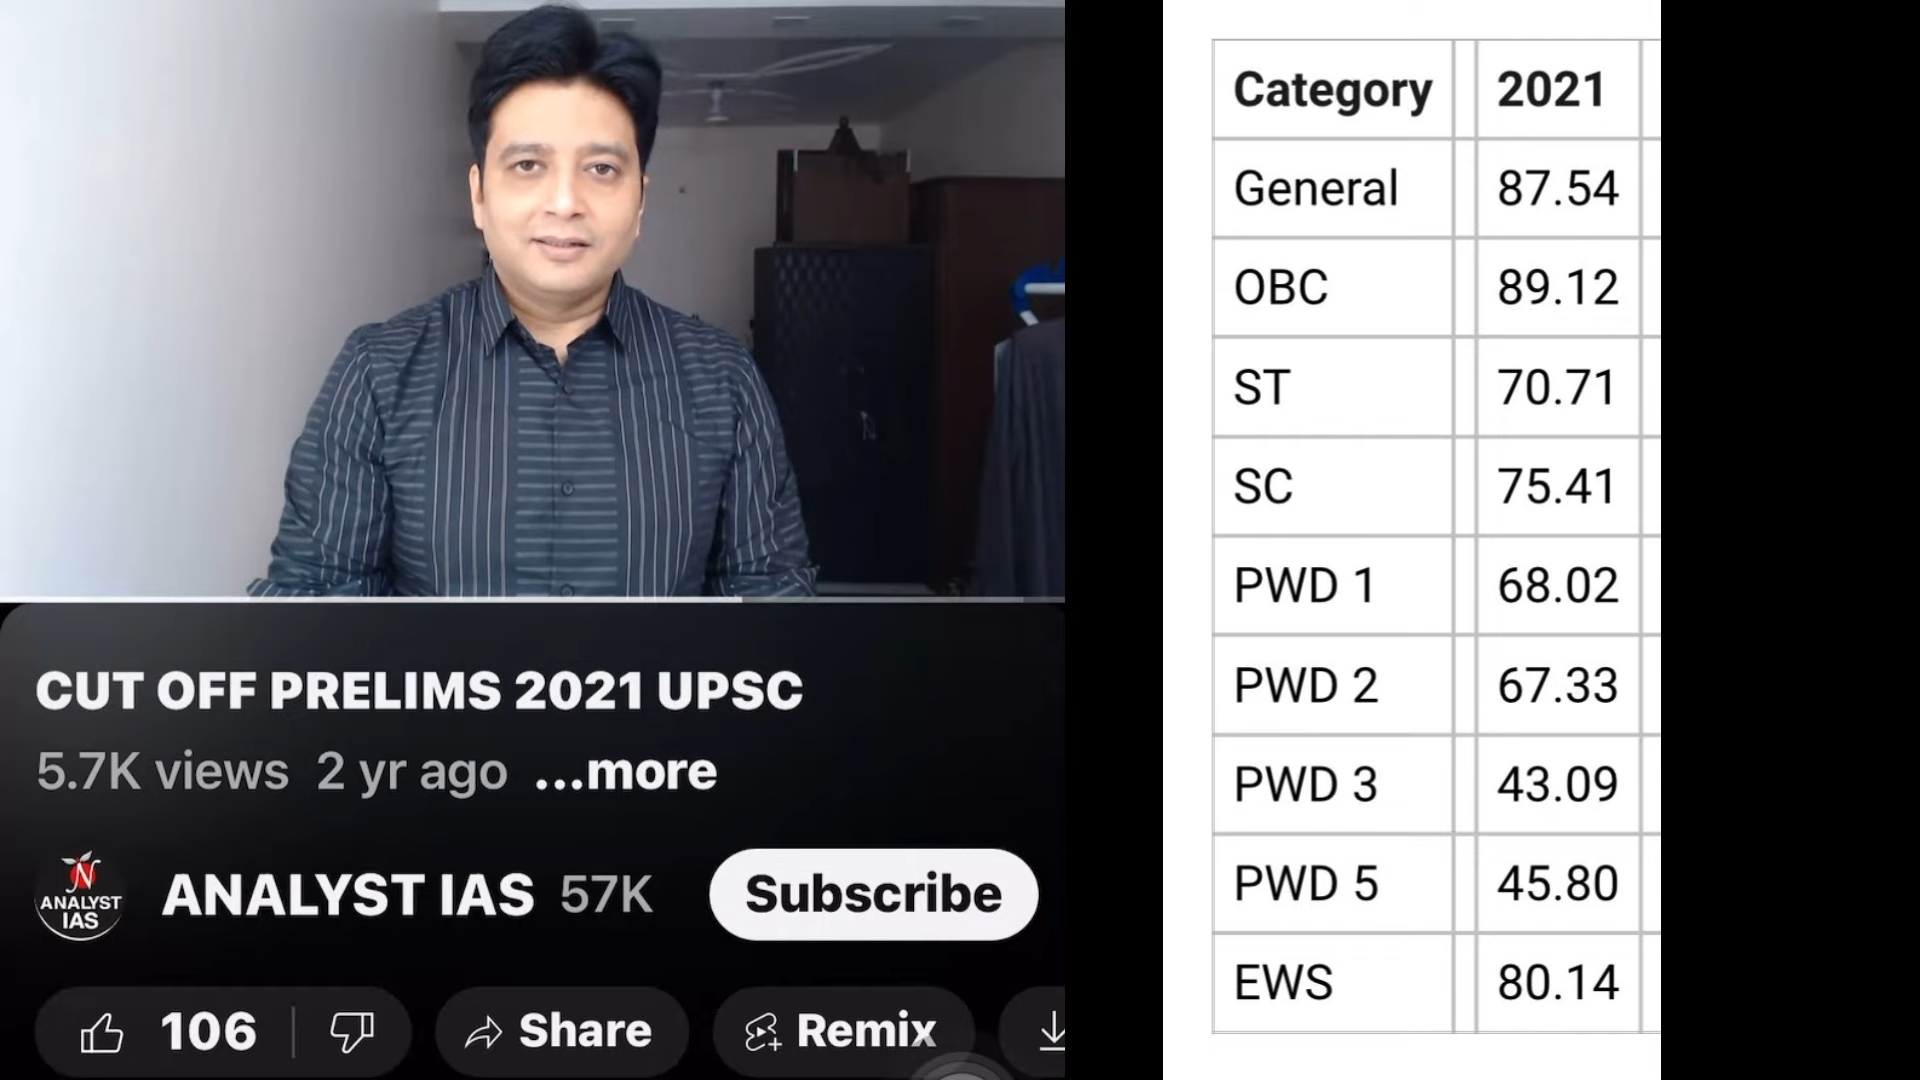 CUT OFF PRELIMS 2021 UPSC
5.7K views 2 yr ago ...more
N
ANALYST
IAS
ANALYST IAS 57K
Subscribe
106
Share
Remix
Category 2021
General 87.54
OBC 89.12
ST 70.71
SC 75.41
PWD 1 68.02
PWD 2 67.33
PWD 3 43.09
PWD 5 45.80
EWS 80.14